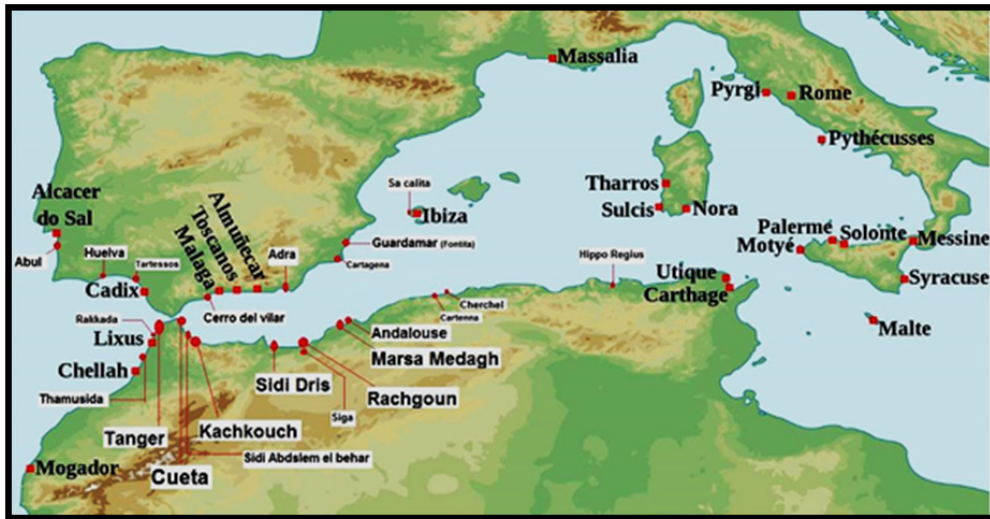 Massalia
Pyrgi
Rome
Pythécusses
Tharros
Sulcis
Nora
Sa calita
Ibiza
Alcacer
do Sal
Abul
Huelva
Tartessos
Cadix
Malaga
Toscanos
Almuñecar
Adra
Guardamar (Fontita)
Cartagena
Cerro del vilar
Hippo Regius
Utique
Carthage
Palerme
Solonte
Motyé
Messine
Syracuse
Malte
Cherchel
Cartenna
Andalouse
Marsa Medagh
Rachgoun
Siga
Sidi Dris
Rakkada
Lixus
Chellah
Thamusida
Tanger
Kachkouch
Sidi Abdslem el behar
Cueta
Mogador